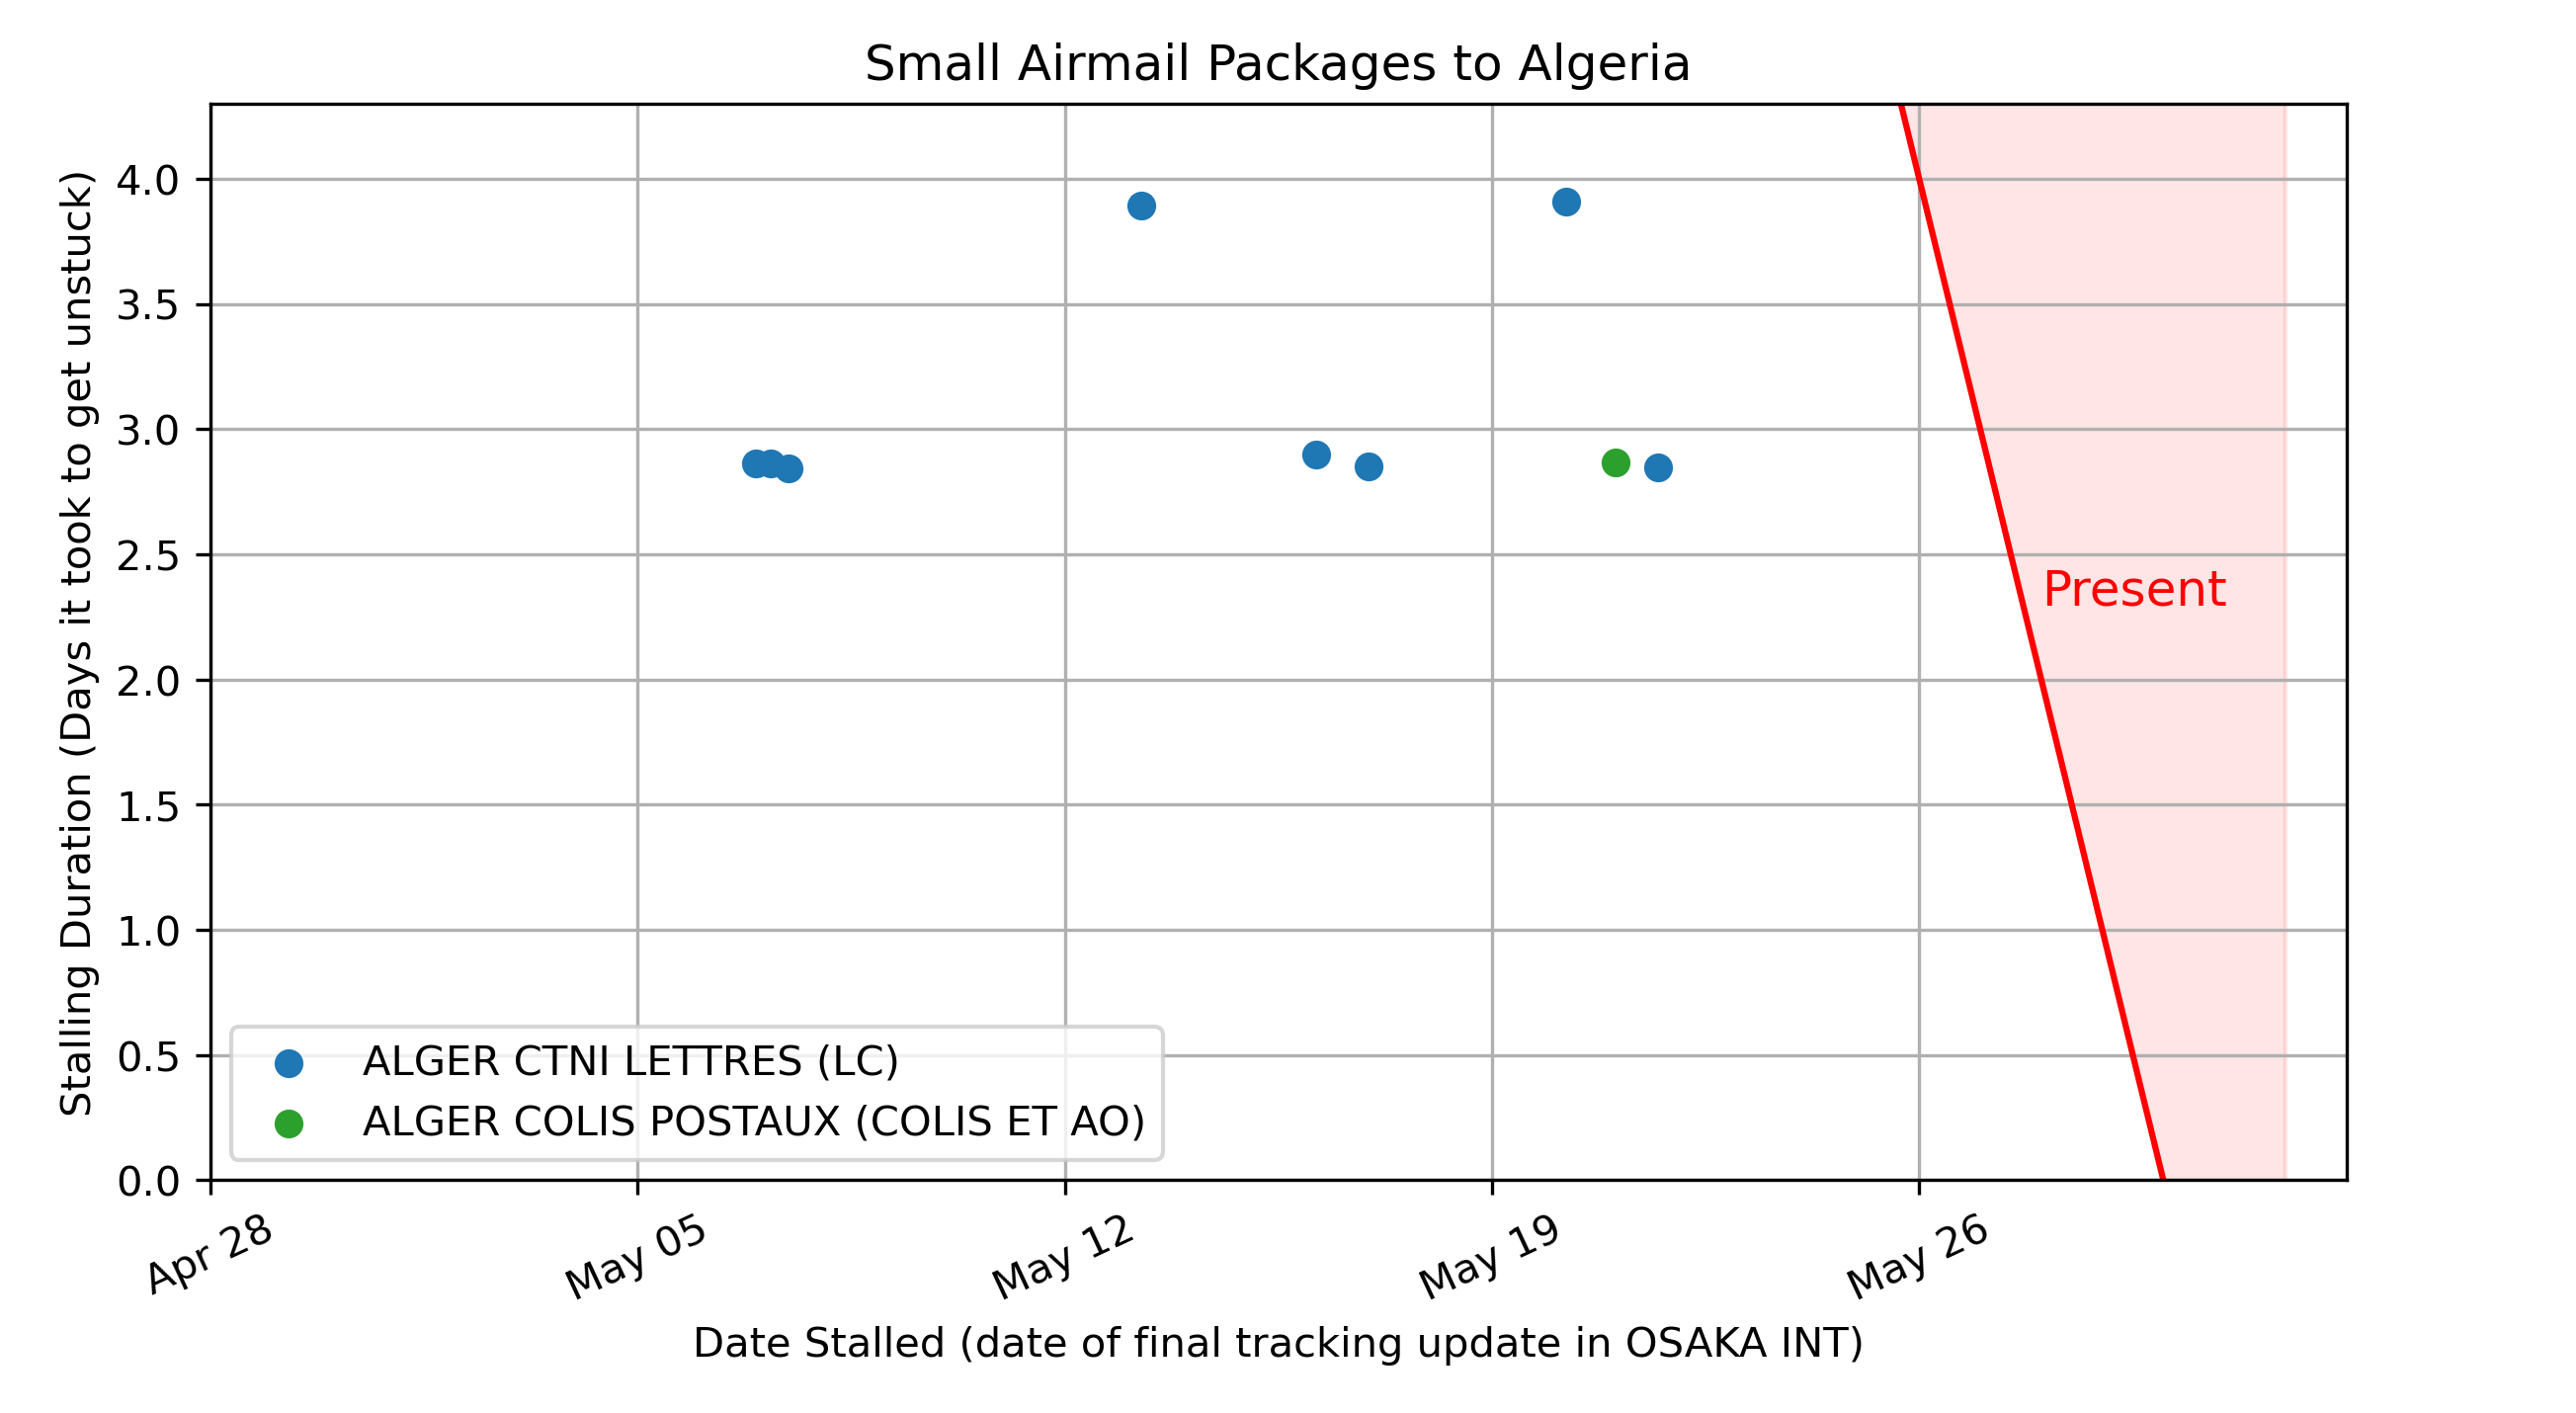 Small Airmail Packages to Algeria
Stalling Duration (Days it took to get unstuck)
4.0
3.5
3.0
2.5
2.0
1.5
1.0
0.5
0.0
Present
ALGER CTNI LETTRES (LC)
ALGER COLIS POSTAUX (COLIS ET AO)
Apr 28
May 05
May 12
May 19
May 26
Date Stalled (date of final tracking update in OSAKA INT)